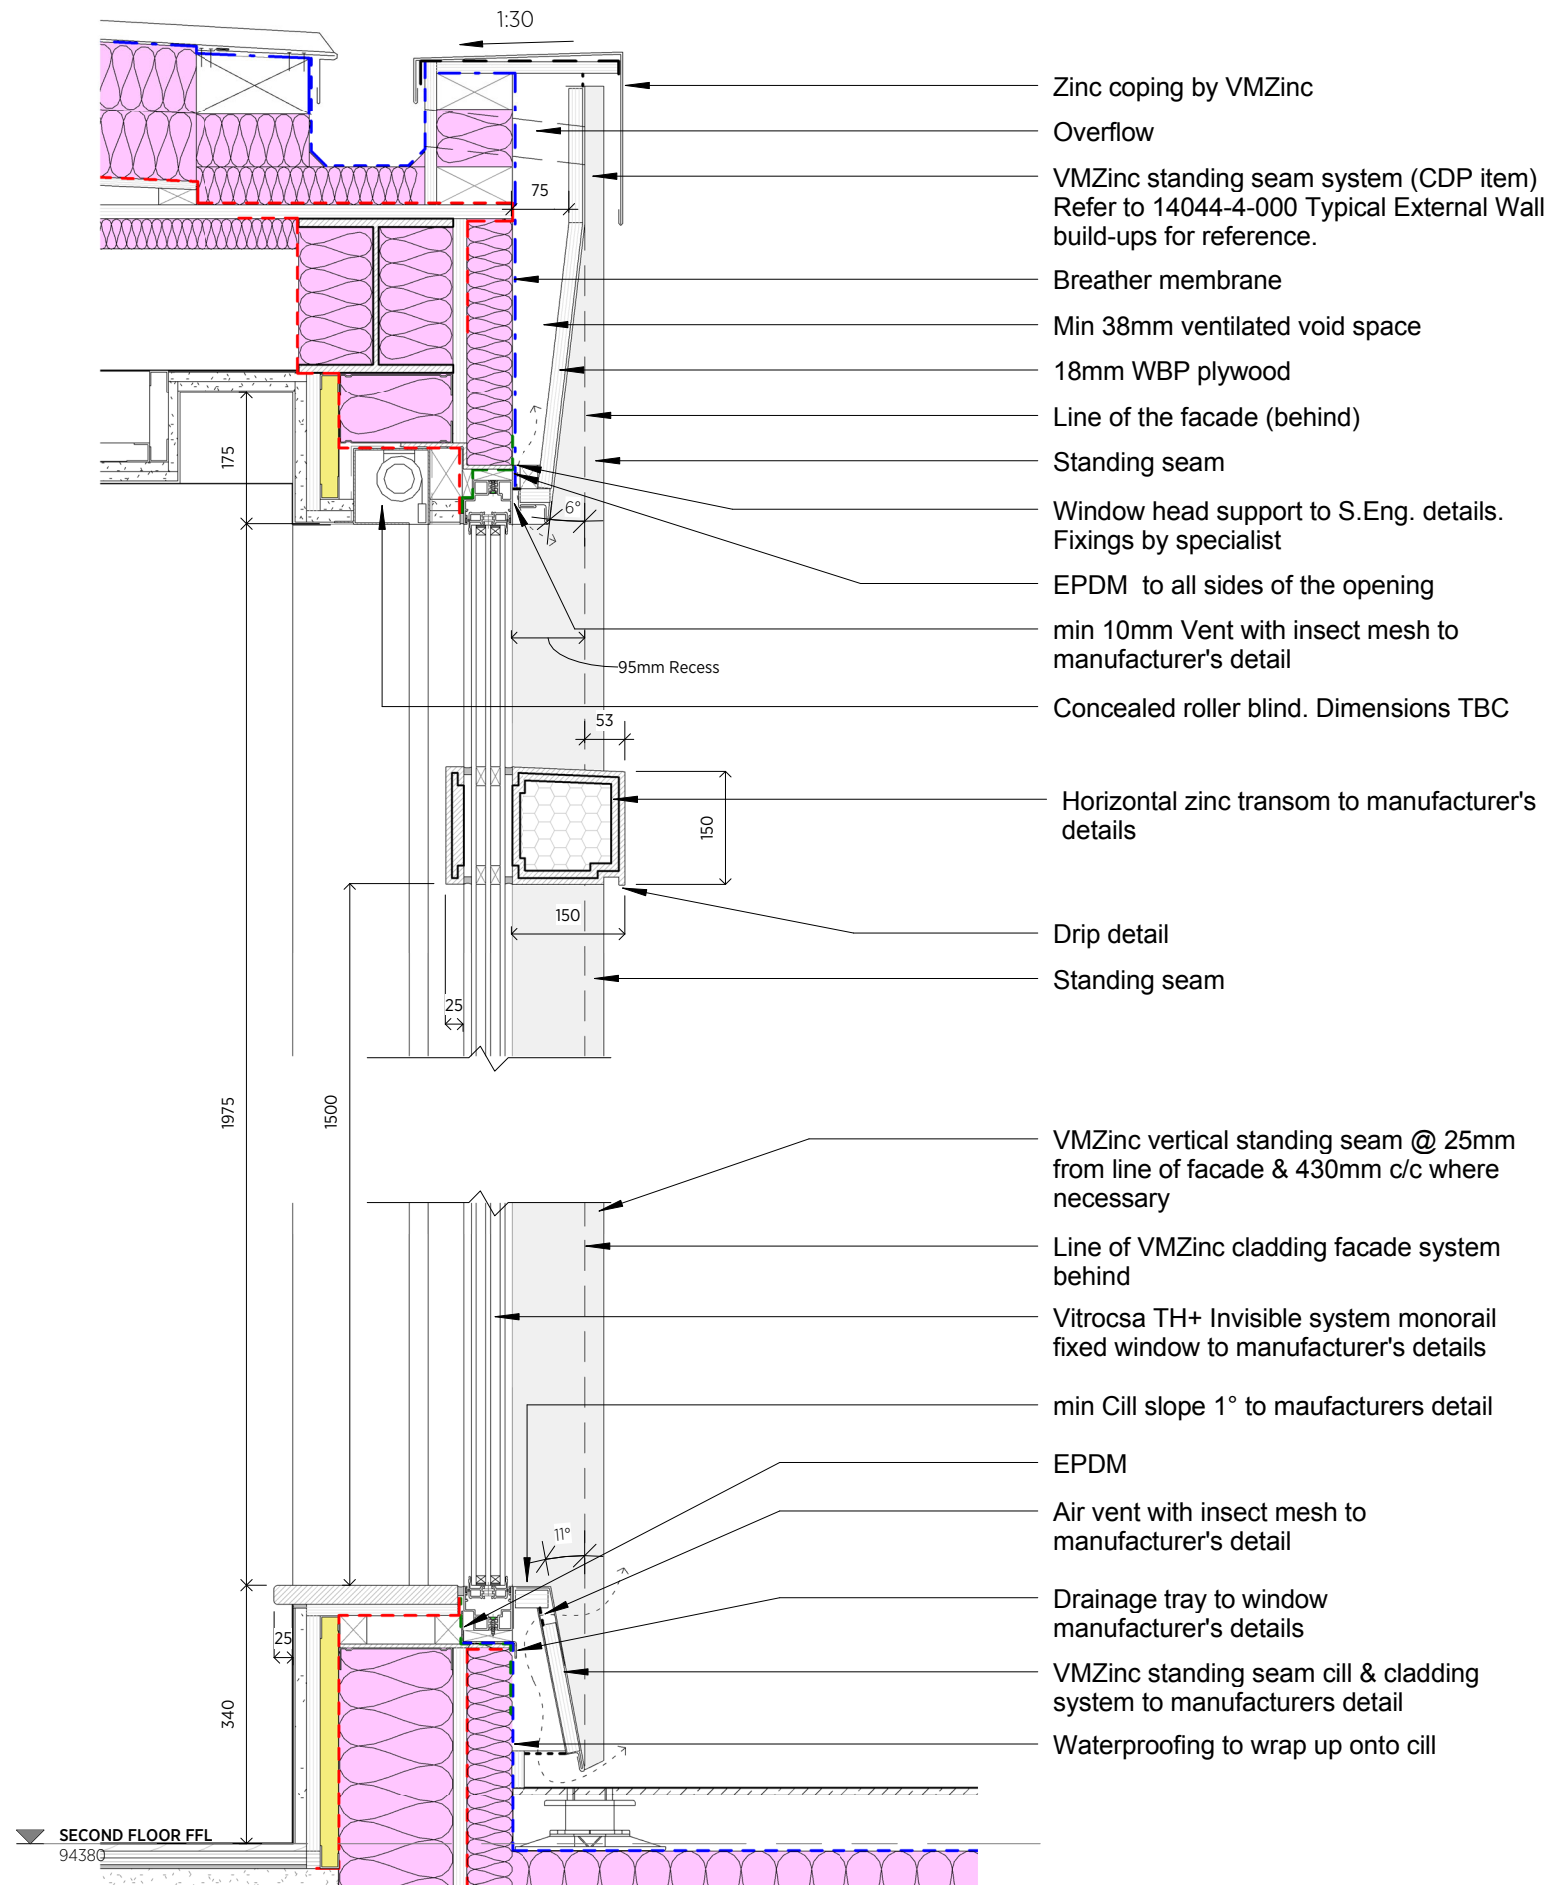 1:30
Zinc coping by VMZinc
Overflow
VMZinc standing seam system (CDP item)
Refer to 14044-4-000 Typical External Wall
build-ups for reference.
75
Breather membrane
Min 38mm ventilated void space
18mm WBP plywood
Line of the facade (behind)
175
Standing seam
6°
Window head support to S.Eng. details.
Fixings by specialist
EPDM to all sides of the opening
min 10mm Vent with insect mesh to
manufacturer's detail
95mm Recess
Concealed roller blind. Dimensions TBC
53
Horizontal zinc transom to manufacturer's
details
150
150
Drip detail
Standing seam
25
1975
1500
VMZinc vertical standing seam @ 25mm
from line of facade & 430mm c/c where
necessary
Line of VMZinc cladding facade system
behind
Vitrocsa TH+ Invisible system monorail
fixed window to manufacturer's details
min Cill slope 1° to maufacturers detail
EPDM
Air vent with insect mesh to
manufacturer's detail
11°
Drainage tray to window
manufacturer's details
25
VMZinc standing seam cill & cladding
system to manufacturers detail
340
Waterproofing to wrap up onto cill
SECOND FLOOR FFL
94380